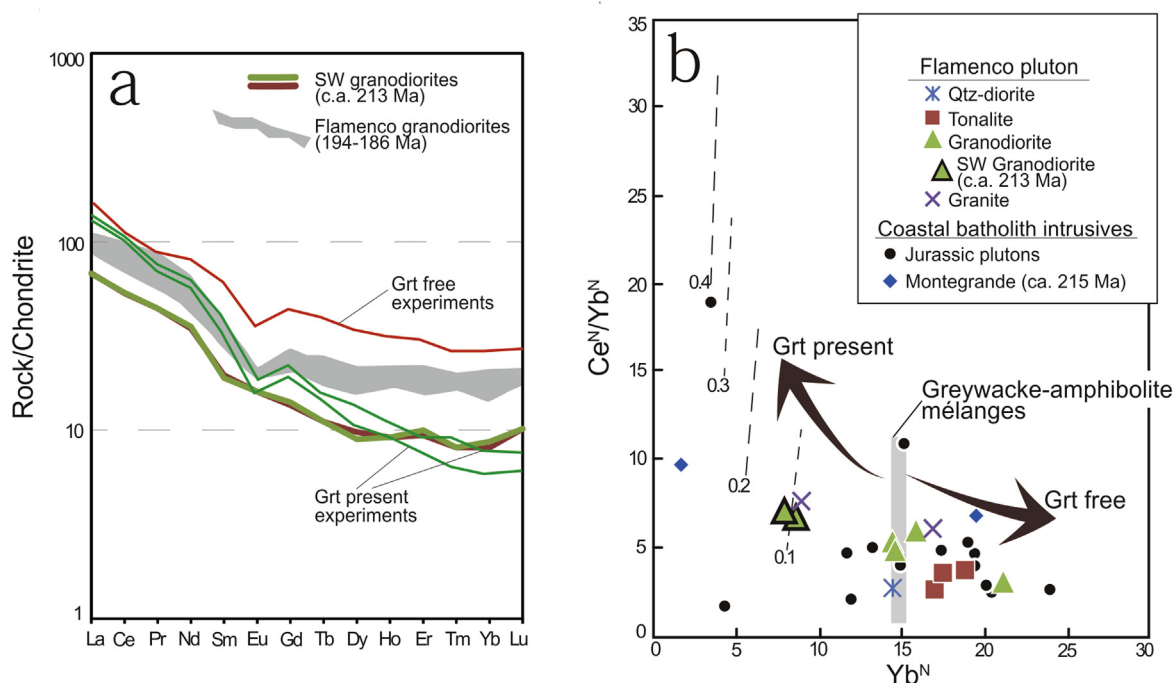 a
1000
100
10
1
Rock/Chondrite
SW granodiorites
(c.a. 213 Ma)
Flamenco granodiorites
(194-186 Ma)
Grt free
experiments
Grt present
experiments
La Ce Pr Nd Sm Eu Gd Tb Dy Ho Er Tm Yb Lu
b
35
30
25
20
15
10
5
0
Ce^N/Yb^N
Flamenco pluton
Qtz-diorite
Tonalite
Granodiorite
SW Granodiorite
(c.a. 213 Ma)
Granite
Coastal batholith intrusives
Jurassic plutons
Montegrande (ca. 215 Ma)
0.4
0.3
0.2
0.1
Grt present
Greywacke-amphibolite
mélanges
Grt free
0 5 10 15 20 25 30
Yb^N